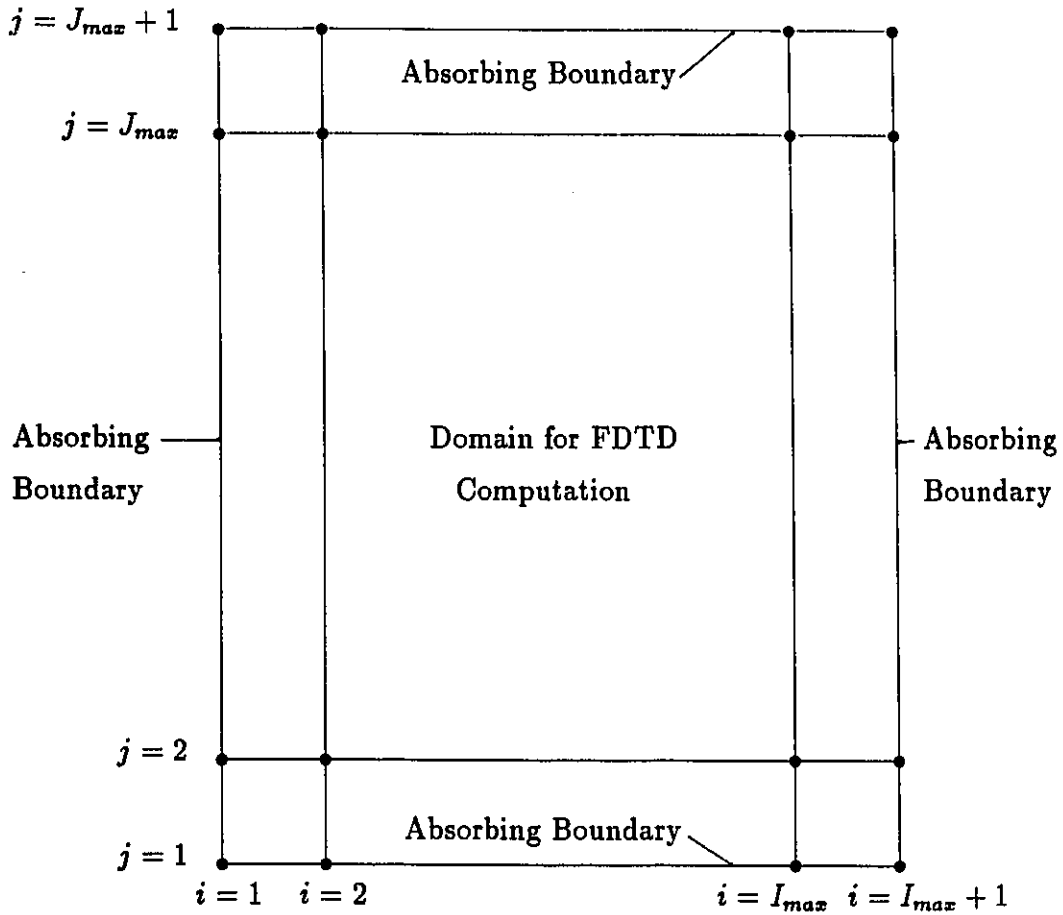 j = J_max + 1
Absorbing Boundary
j = J_max
Absorbing
Boundary
Domain for FDTD
Computation
Absorbing
Boundary
j = 2
Absorbing Boundary
j = 1
i = 1
i = 2
i = I_max
i = I_max + 1